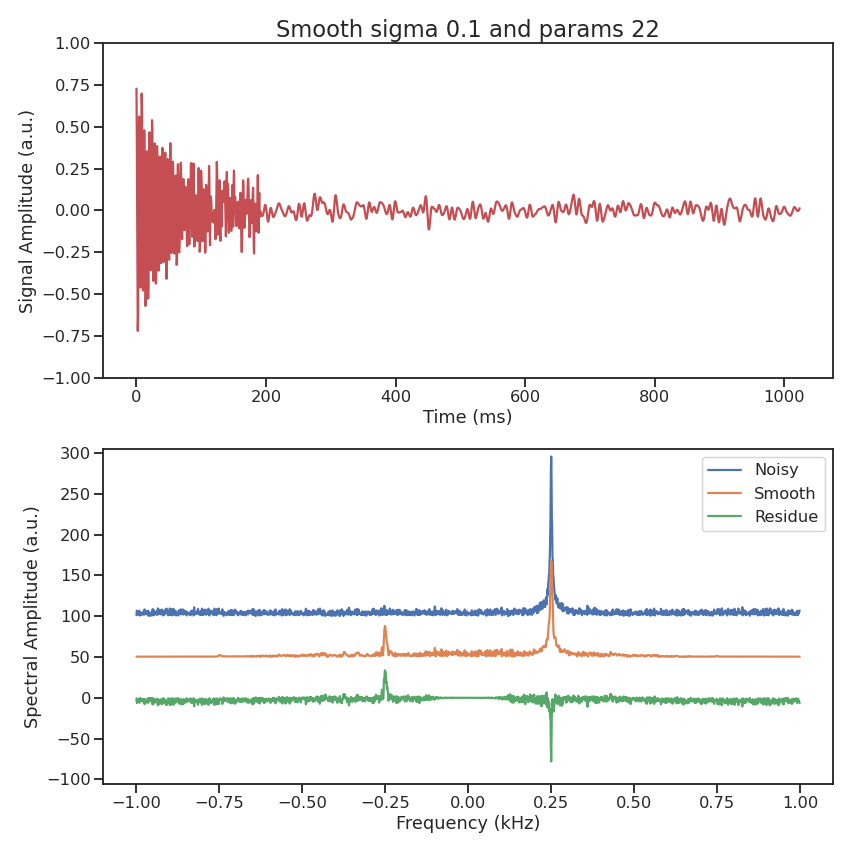 Smooth sigma 0.1 and params 22
Signal Amplitude (a.u.)
1.00
0.75
0.50
0.25
0.00
−0.25
−0.50
−0.75
−1.00
0 200 400 600 800 1000
Time (ms)
Spectral Amplitude (a.u.)
300
250
200
150
100
50
0
−50
−100
Noisy
Smooth
Residue
−1.00 −0.75 −0.50 −0.25 0.00 0.25 0.50 0.75 1.00
Frequency (kHz)